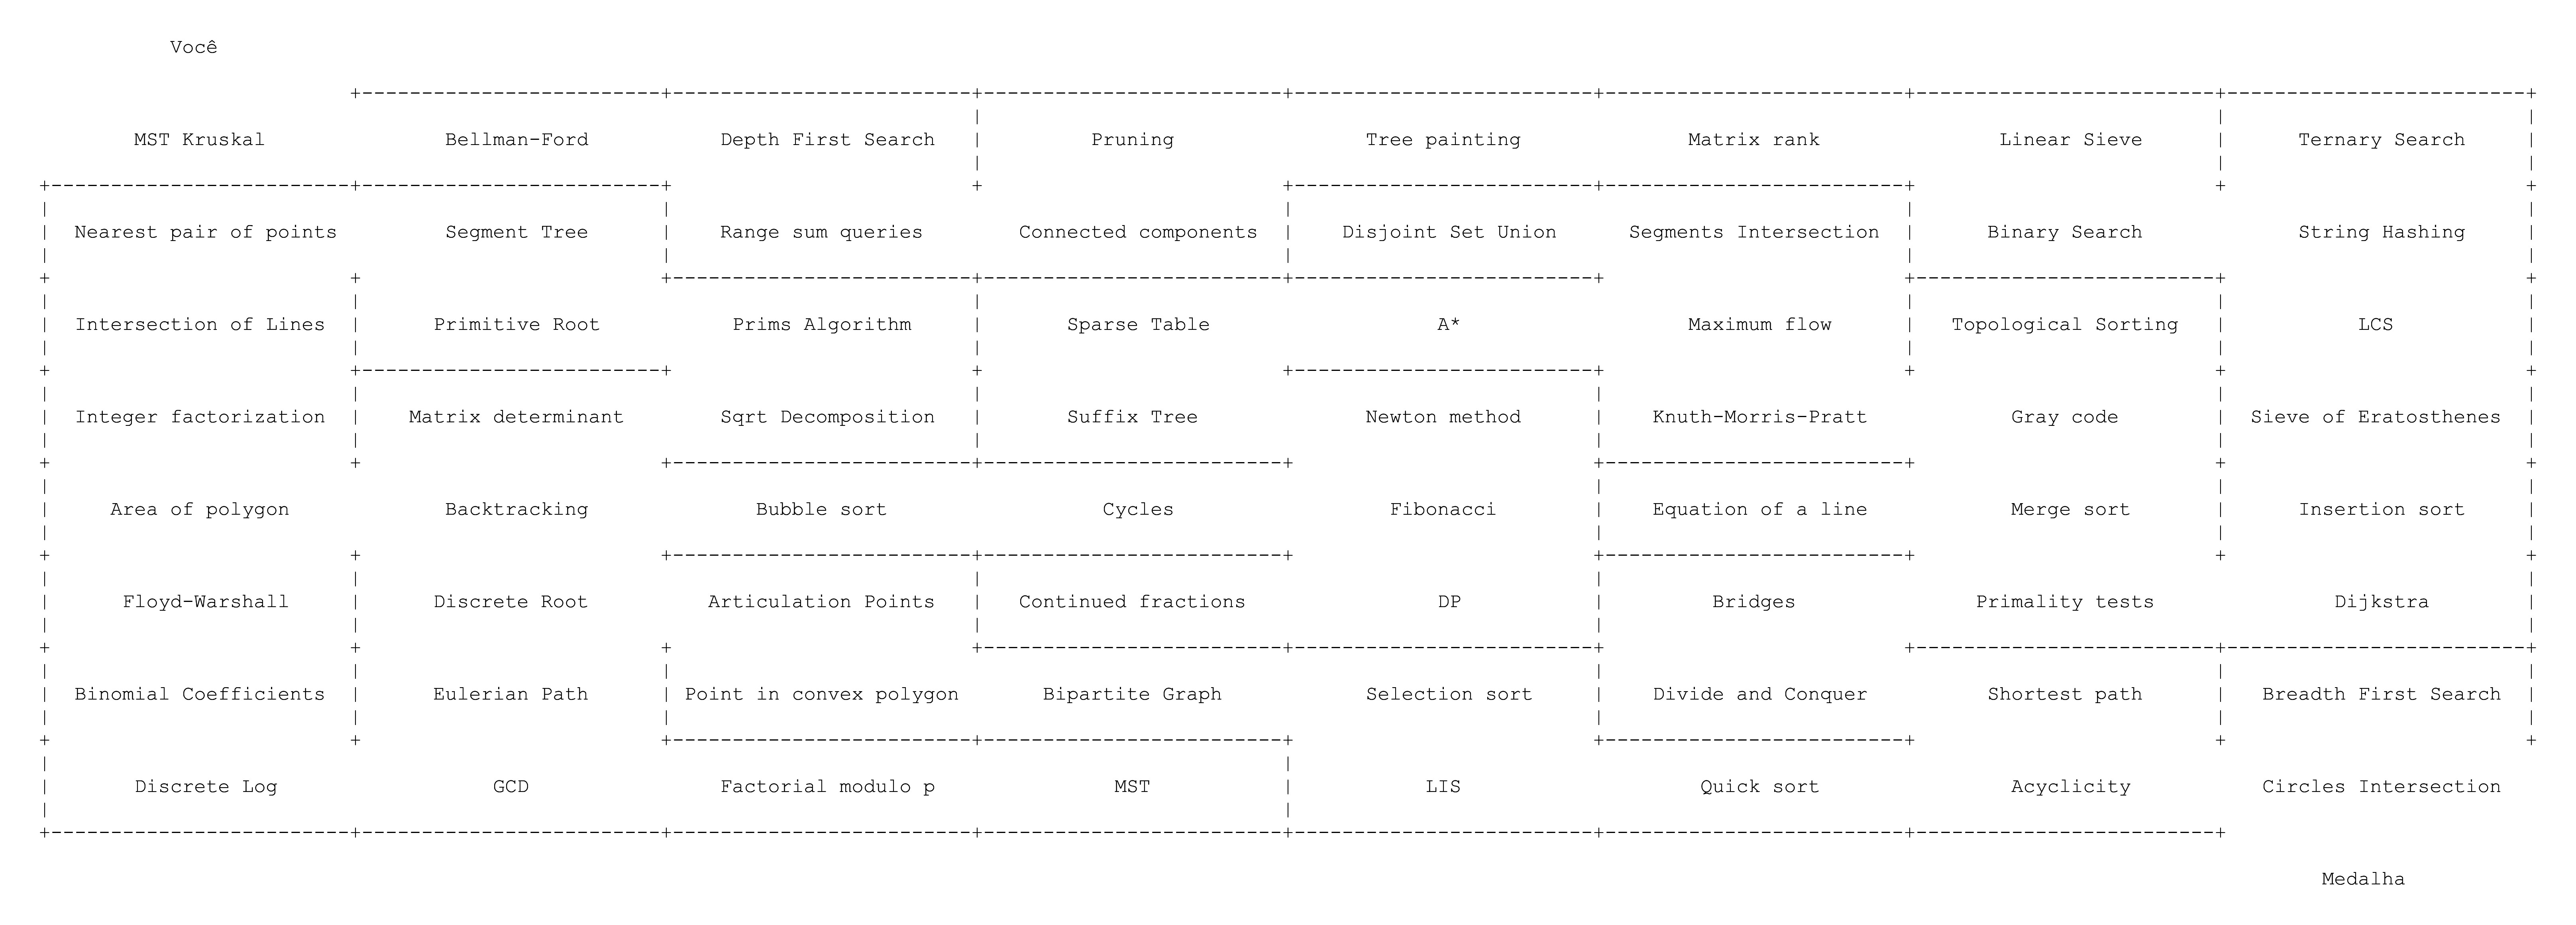 Você
MST Kruskal Bellman-Ford Depth First Search Pruning Tree painting Matrix rank Linear Sieve Ternary Search
Nearest pair of points Segment Tree Range sum queries Connected components Disjoint Set Union Segments Intersection Binary Search String Hashing
Intersection of Lines Primitive Root Prims Algorithm Sparse Table A* Maximum flow Topological Sorting LCS
Integer factorization Matrix determinant Sqrt Decomposition Suffix Tree Newton method Knuth-Morris-Pratt Gray code Sieve of Eratosthenes
Area of polygon Backtracking Bubble sort Cycles Fibonacci Equation of a line Merge sort Insertion sort
Floyd-Warshall Discrete Root Articulation Points Continued fractions DP Bridges Primality tests Dijkstra
Binomial Coefficients Eulerian Path Point in convex polygon Bipartite Graph Selection sort Divide and Conquer Shortest path Breadth First Search
Discrete Log GCD Factorial modulo p MST LIS Quick sort Acyclicity Circles Intersection
Medalha